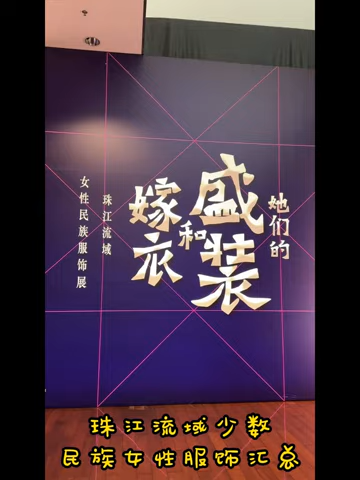 她们的
盛装
和
嫁衣
珠江流域
女性民族服饰展
珠江流域少数
民族女性服饰汇总